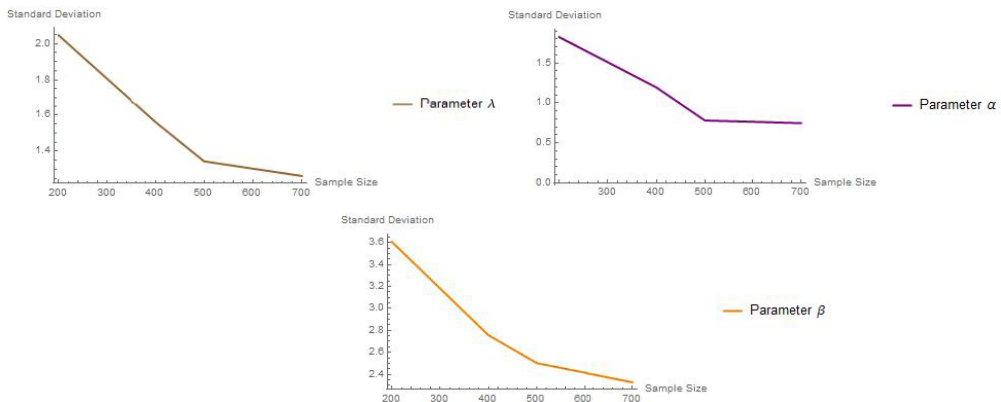 Standard Deviation
2.0
1.8
1.6
1.4
200 300 400 500 600 700
Sample Size
Parameter λ
Standard Deviation
1.5
1.0
0.5
0.0
300 400 500 600 700
Sample Size
Parameter α
Standard Deviation
3.6
3.4
3.2
3.0
2.8
2.6
2.4
200 300 400 500 600 700
Sample Size
Parameter β